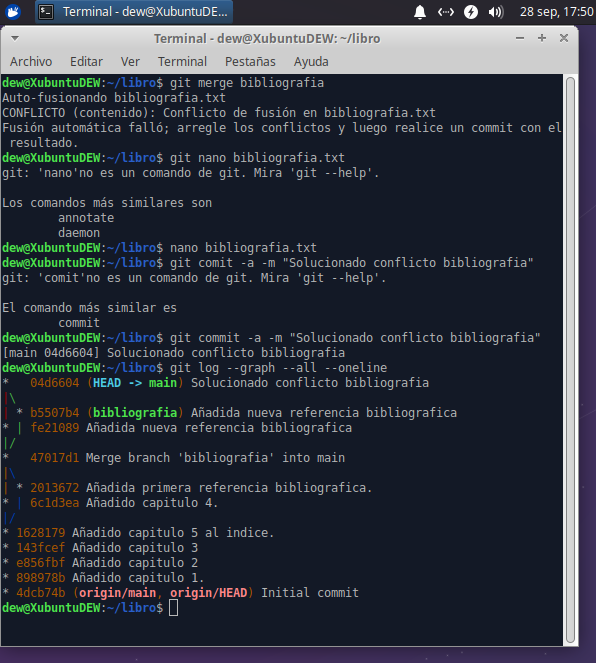 Terminal - dew@XubuntuDE...
28 sep, 17:50
Terminal - dew@XubuntuDEW: ~/libro
Archivo Editar Ver Terminal Pestañas Ayuda
dew@XubuntuDEW:~/libro$ git merge bibliografia
Auto-fusionando bibliografia.txt
CONFLICTO (contenido): Conflicto de fusión en bibliografia.txt
Fusión automática falló; arregle los conflictos y luego realice un commit con el
 resultado.
dew@XubuntuDEW:~/libro$ git nano bibliografia.txt
git: 'nano'no es un comando de git. Mira 'git --help'.

Los comandos más similares son
        annotate
        daemon
dew@XubuntuDEW:~/libro$ nano bibliografia.txt
dew@XubuntuDEW:~/libro$ git comit -a -m "Solucionado conflicto bibliografia"
git: 'comit'no es un comando de git. Mira 'git --help'.

El comando más similar es
        commit
dew@XubuntuDEW:~/libro$ git commit -a -m "Solucionado conflicto bibliografia"
[main 04d6604] Solucionado conflicto bibliografia
dew@XubuntuDEW:~/libro$ git log --graph --all --oneline
*   04d6604 (HEAD -> main) Solucionado conflicto bibliografia
|\
| * b5507b4 (bibliografia) Añadida nueva referencia bibliografica
* | fe21089 Añadida nueva referencia bibliografica
|/
*   47017d1 Merge branch 'bibliografia' into main
|\
| * 2013672 Añadida primera referencia bibliografica.
* | 6c1d3ea Añadido capitulo 4.
|/
* 1628179 Añadido capitulo 5 al indice.
* 143fcef Añadido capitulo 3
* e856fbf Añadido capitulo 2
* 898978b Añadido capitulo 1.
* 4dcb74b (origin/main, origin/HEAD) Initial commit
dew@XubuntuDEW:~/libro$